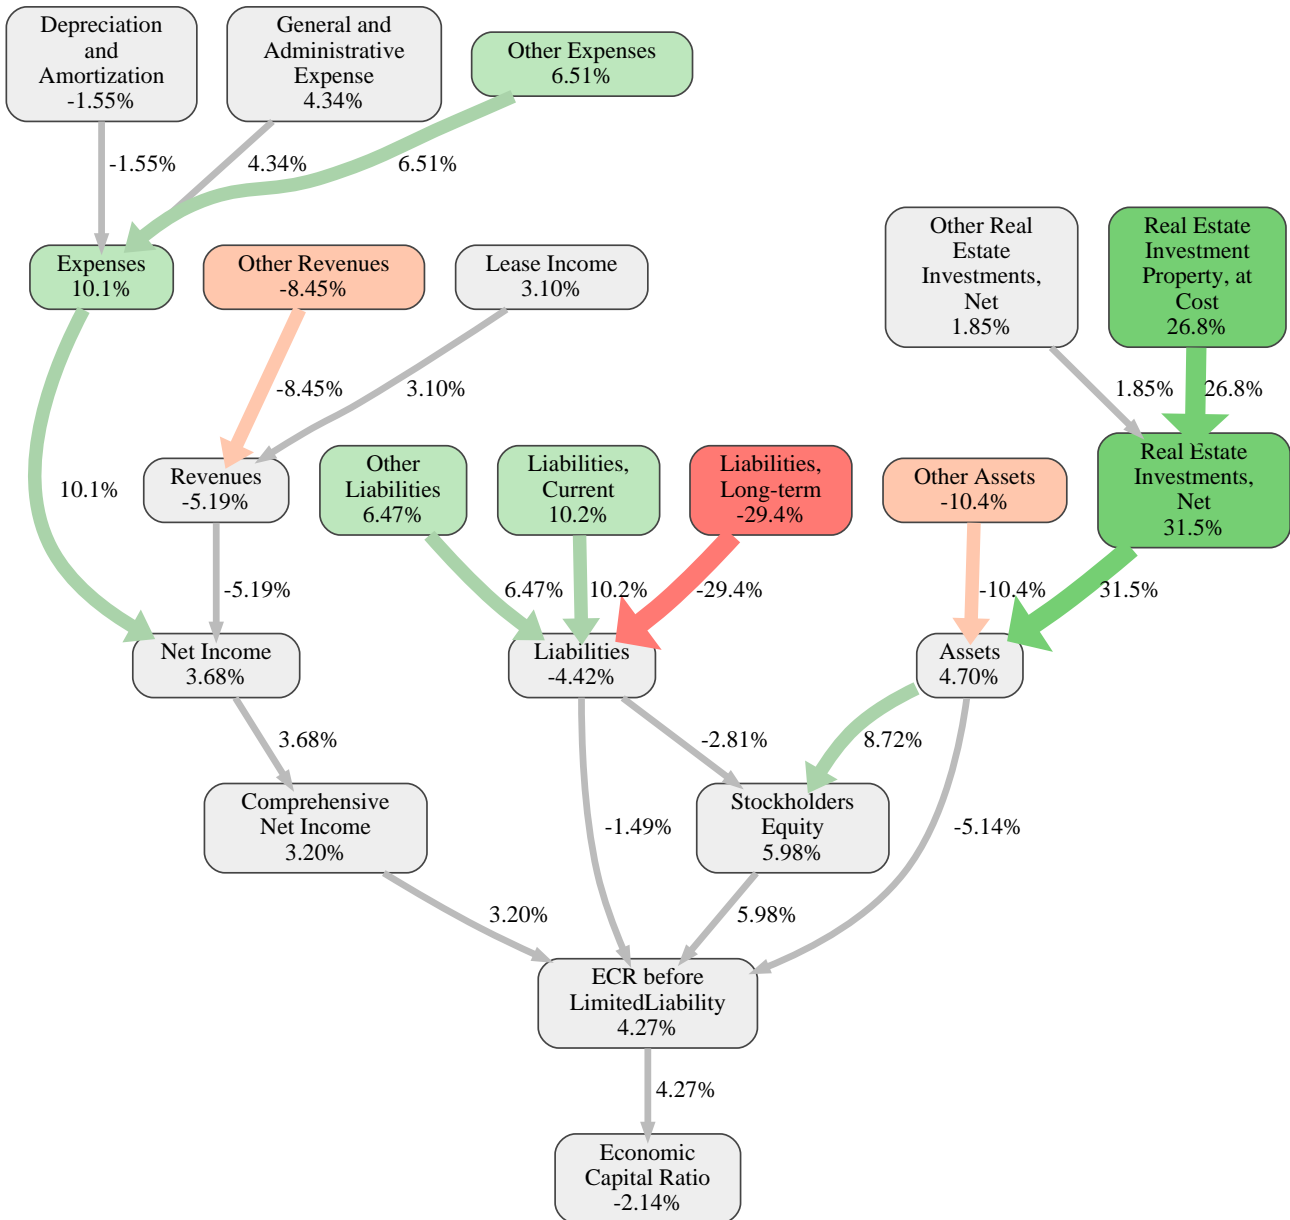 Depreciation
and
Amortization
-1.55%
General and
Administrative
Expense
4.34%
Other Expenses
6.51%
-1.55%
4.34%
6.51%
Other Real
Estate
Investments,
Net
1.85%
Real Estate
Investment
Property, at
Cost
26.8%
Expenses
10.1%
Other Revenues
-8.45%
Lease Income
3.10%
-8.45%
3.10%
1.85%
26.8%
10.1%
Revenues
-5.19%
Other
Liabilities
6.47%
Liabilities,
Current
10.2%
Liabilities,
Long-term
-29.4%
Other Assets
-10.4%
Real Estate
Investments,
Net
31.5%
-5.19%
6.47%
10.2%
-29.4%
-10.4%
31.5%
Net Income
3.68%
Liabilities
-4.42%
Assets
4.70%
3.68%
-2.81%
8.72%
Comprehensive
Net Income
3.20%
-1.49%
Stockholders
Equity
5.98%
-5.14%
3.20%
5.98%
ECR before
LimitedLiability
4.27%
4.27%
Economic
Capital Ratio
-2.14%